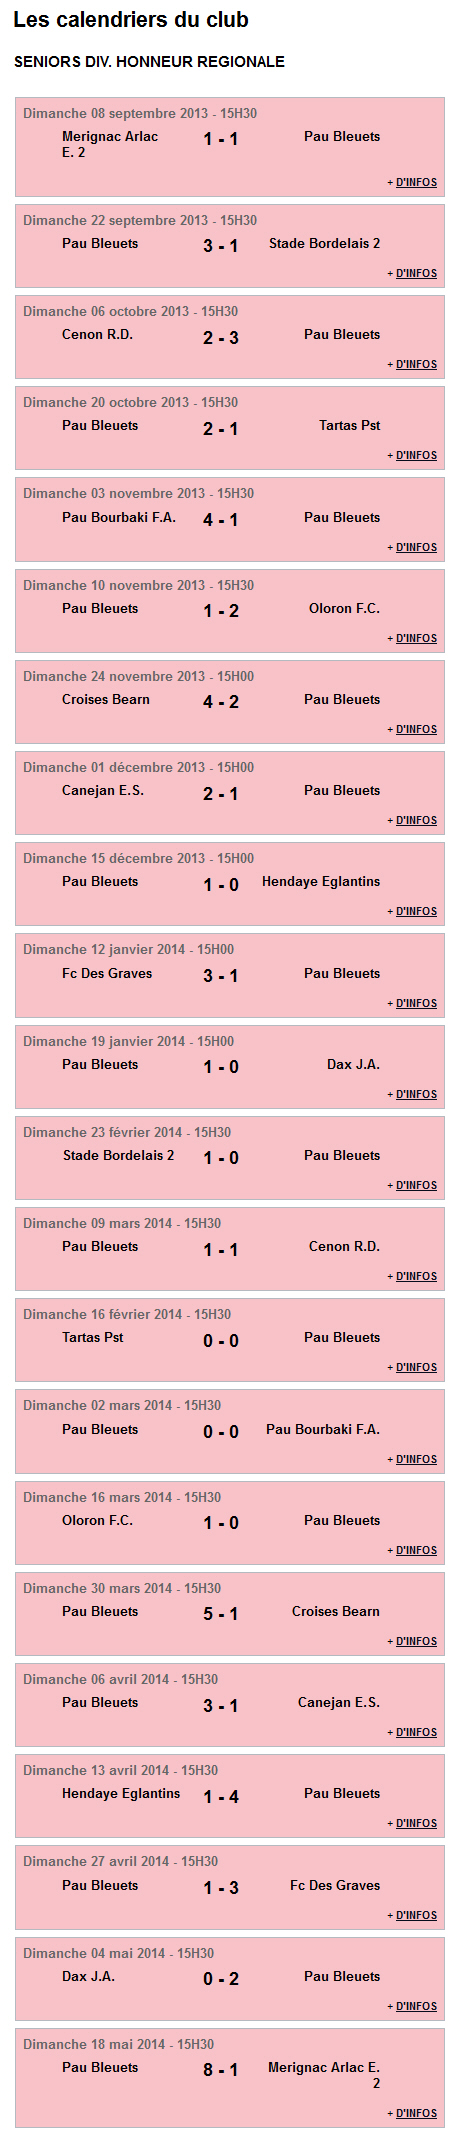 Les calendriers du club
SENIORS DIV. HONNEUR REGIONALE
Dimanche 08 septembre 2013 - 15H30
Merignac Arlac 1 - 1 Pau Bleuets
E. 2
+ D'INFOS
Dimanche 22 septembre 2013 - 15H30
Pau Bleuets 3 - 1 Stade Bordelais 2
+ D'INFOS
Dimanche 06 octobre 2013 - 15H30
Cenon R.D. 2 - 3 Pau Bleuets
+ D'INFOS
Dimanche 20 octobre 2013 - 15H30
Pau Bleuets 2 - 1 Tartas Pst
+ D'INFOS
Dimanche 03 novembre 2013 - 15H30
Pau Bourbaki F.A. 4 - 1 Pau Bleuets
+ D'INFOS
Dimanche 10 novembre 2013 - 15H30
Pau Bleuets 1 - 2 Oloron F.C.
+ D'INFOS
Dimanche 24 novembre 2013 - 15H00
Croises Bearn 4 - 2 Pau Bleuets
+ D'INFOS
Dimanche 01 décembre 2013 - 15H00
Canejan E.S. 2 - 1 Pau Bleuets
+ D'INFOS
Dimanche 15 décembre 2013 - 15H00
Pau Bleuets 1 - 0 Hendaye Eglantins
+ D'INFOS
Dimanche 12 janvier 2014 - 15H00
Fc Des Graves 3 - 1 Pau Bleuets
+ D'INFOS
Dimanche 19 janvier 2014 - 15H00
Pau Bleuets 1 - 0 Dax J.A.
+ D'INFOS
Dimanche 23 février 2014 - 15H30
Stade Bordelais 2 1 - 0 Pau Bleuets
+ D'INFOS
Dimanche 09 mars 2014 - 15H30
Pau Bleuets 1 - 1 Cenon R.D.
+ D'INFOS
Dimanche 16 février 2014 - 15H30
Tartas Pst 0 - 0 Pau Bleuets
+ D'INFOS
Dimanche 02 mars 2014 - 15H30
Pau Bleuets 0 - 0 Pau Bourbaki F.A.
+ D'INFOS
Dimanche 16 mars 2014 - 15H30
Oloron F.C. 1 - 0 Pau Bleuets
+ D'INFOS
Dimanche 30 mars 2014 - 15H30
Pau Bleuets 5 - 1 Croises Bearn
+ D'INFOS
Dimanche 06 avril 2014 - 15H30
Pau Bleuets 3 - 1 Canejan E.S.
+ D'INFOS
Dimanche 13 avril 2014 - 15H30
Hendaye Eglantins 1 - 4 Pau Bleuets
+ D'INFOS
Dimanche 27 avril 2014 - 15H30
Pau Bleuets 1 - 3 Fc Des Graves
+ D'INFOS
Dimanche 04 mai 2014 - 15H30
Dax J.A. 0 - 2 Pau Bleuets
+ D'INFOS
Dimanche 18 mai 2014 - 15H30
Pau Bleuets 8 - 1 Merignac Arlac E.
2
+ D'INFOS